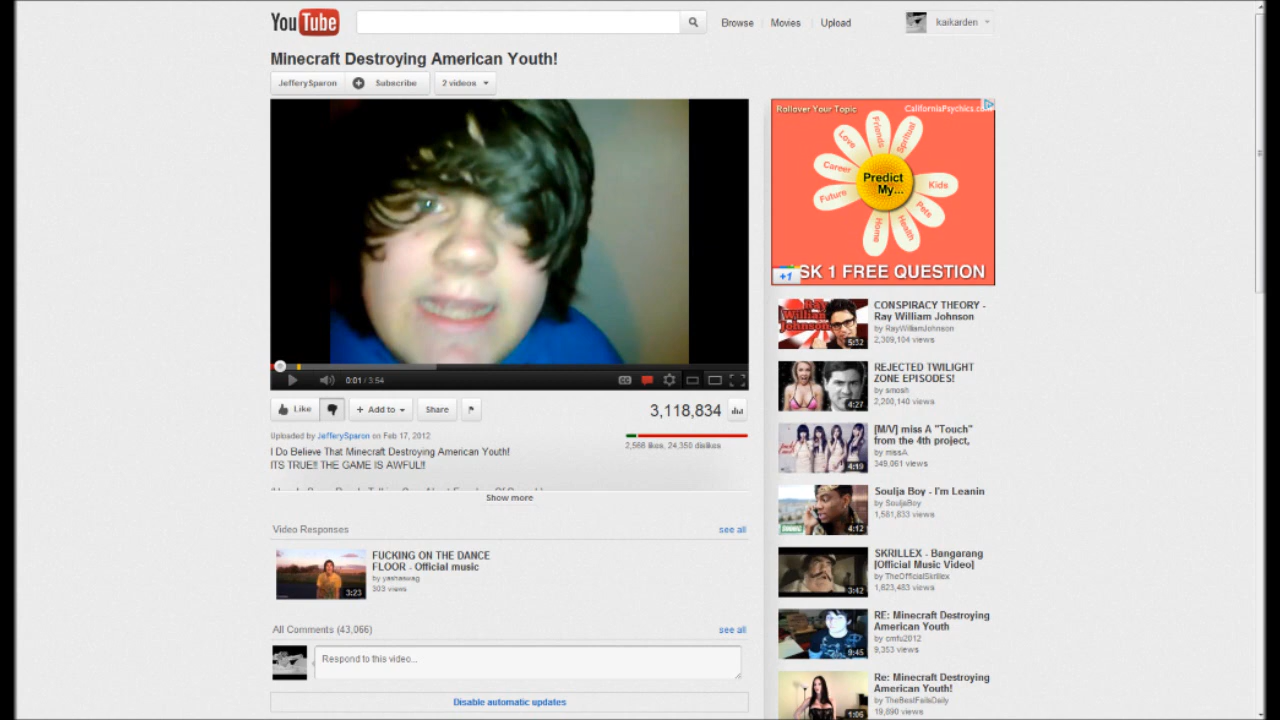 YouTube
Browse
Movies
Upload
kaikarden
Minecraft Destroying American Youth!
JefferySparon
Subscribe
2 videos
Rollover Your Topic
CaliforniaPsychics.c
Friends
Spiritual
Love
Career
Future
Predict
My...
Kids
Pets
Health
Home
SK 1 FREE QUESTION
+1
0:01 / 3:54
CC
Like
+ Add to
Share
3,118,834
Uploaded by JefferySparon on Feb 17, 2012
2,566 likes, 24,350 dislikes
I Do Believe That Minecraft Destroying American Youth!
ITS TRUE!! THE GAME IS AWFUL!!
Show more
Video Responses
see all
FUCKING ON THE DANCE
FLOOR - Official music
by yashaswag
303 views
3:23
All Comments (43,066)
see all
Respond to this video...
Disable automatic updates
Ray
William
Johnson
5:32
CONSPIRACY THEORY -
Ray William Johnson
by RayWilliamJohnson
2,309,104 views
4:27
REJECTED TWILIGHT
ZONE EPISODES!
by smosh
2,200,140 views
4:19
[M/V] miss A "Touch"
from the 4th project,
by missA
349,061 views
4:12
Soulja Boy - I'm Leanin
by SouljaBoy
1,581,833 views
3:42
SKRILLEX - Bangarang
[Official Music Video]
by TheOfficialSkrillex
1,623,483 views
9:45
RE: Minecraft Destroying
American Youth
by cmfu2012
9,353 views
1:06
Re: Minecraft Destroying
American Youth!
by TheBestFailsDaily
19,890 views